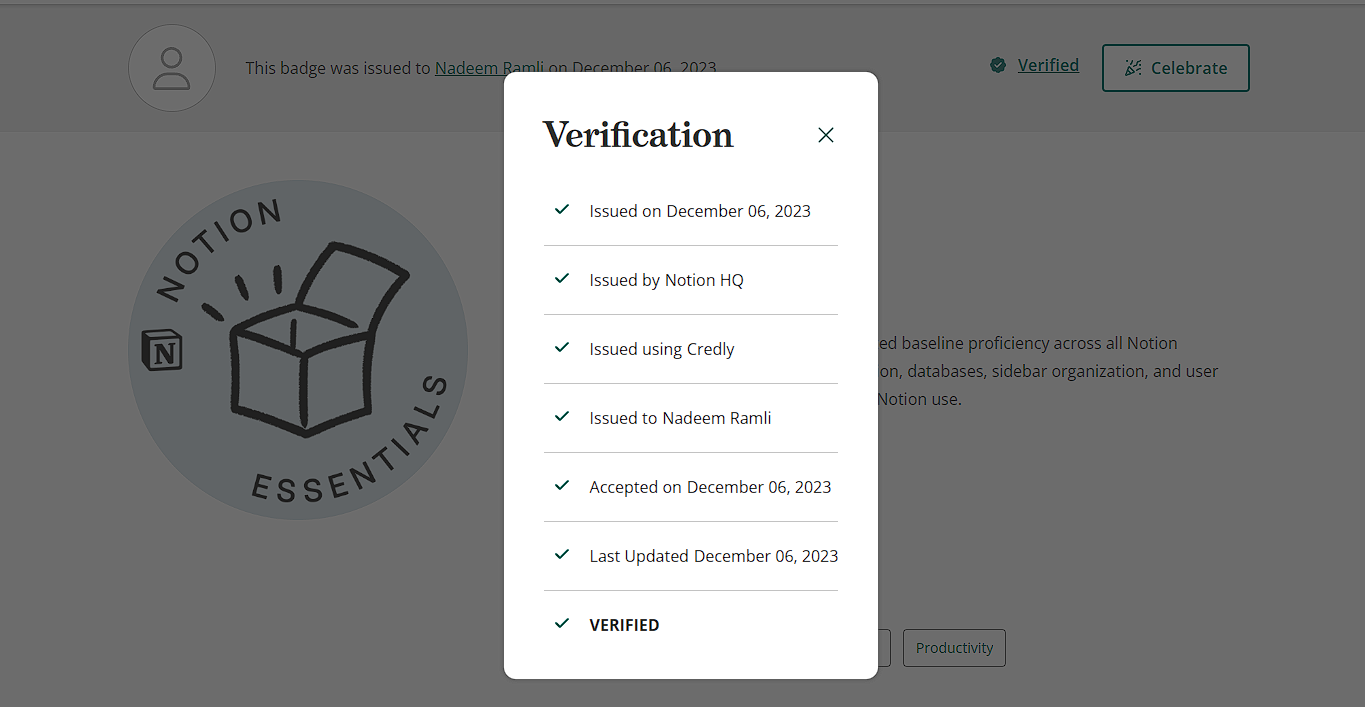 This badge was issued to Nadeem Ramli on December 06, 2023
Verified
Celebrate
Verification
Issued on December 06, 2023
Issued by Notion HQ
Issued using Credly
Issued to Nadeem Ramli
Accepted on December 06, 2023
Last Updated December 06, 2023
VERIFIED
NOTION
N
ESSENTIALS
baseline proficiency across all Notion
databases, sidebar organization, and user
Notion use.
Productivity